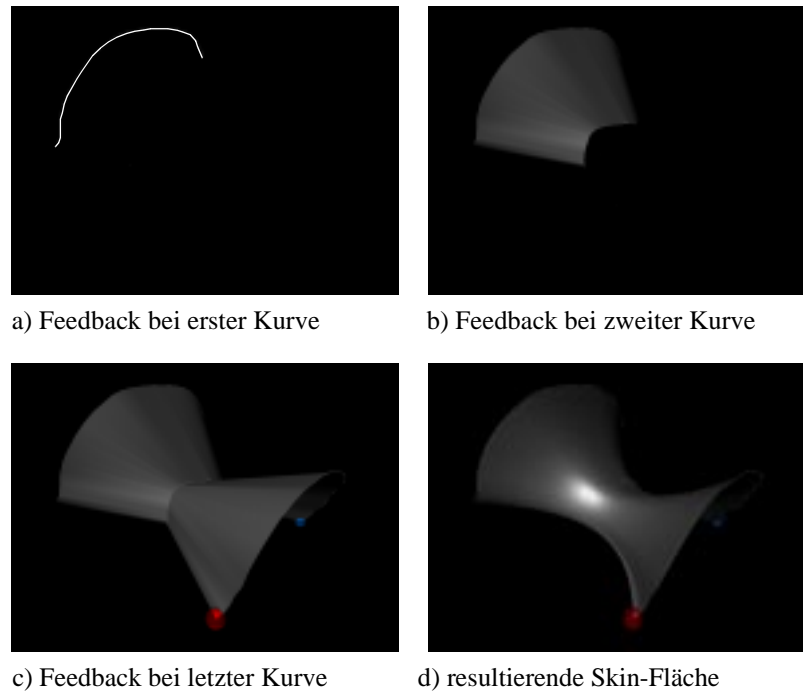 a) Feedback bei erster Kurve
b) Feedback bei zweiter Kurve
c) Feedback bei letzter Kurve
d) resultierende Skin-Fläche